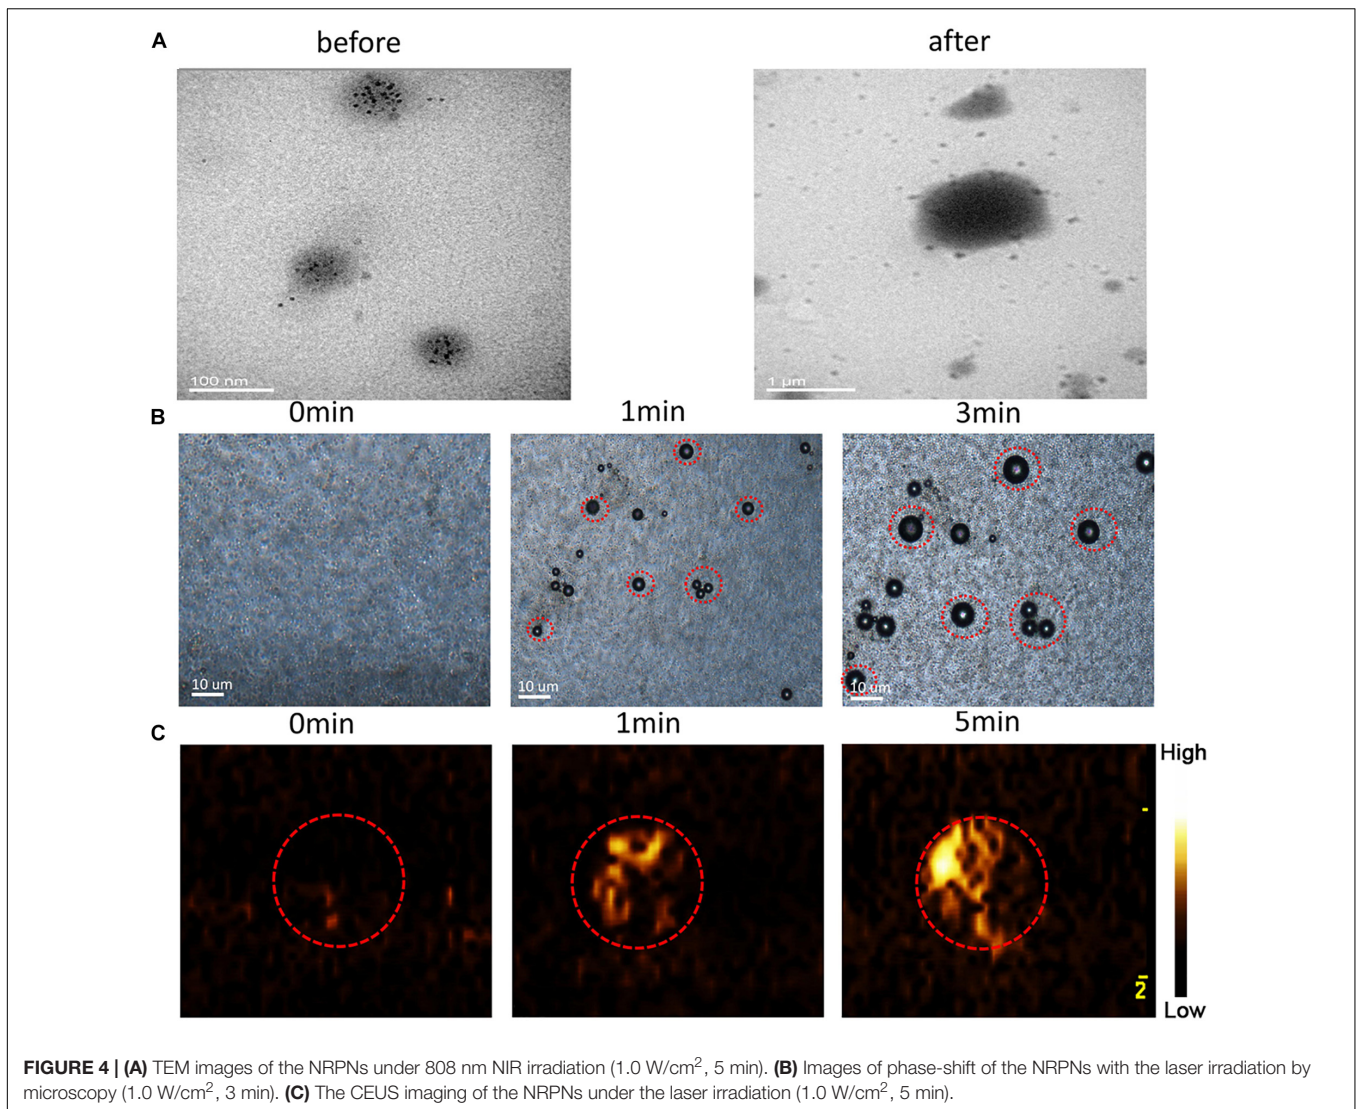 A
before
after
100 nm
1 µm
B
0min
1min
3min
10 um
10 um
10 um
C
0min
1min
5min
High
-
2
Low
FIGURE 4 | (A) TEM images of the NRPNs under 808 nm NIR irradiation (1.0 W/cm², 5 min). (B) Images of phase-shift of the NRPNs with the laser irradiation by
microscopy (1.0 W/cm², 3 min). (C) The CEUS imaging of the NRPNs under the laser irradiation (1.0 W/cm², 5 min).